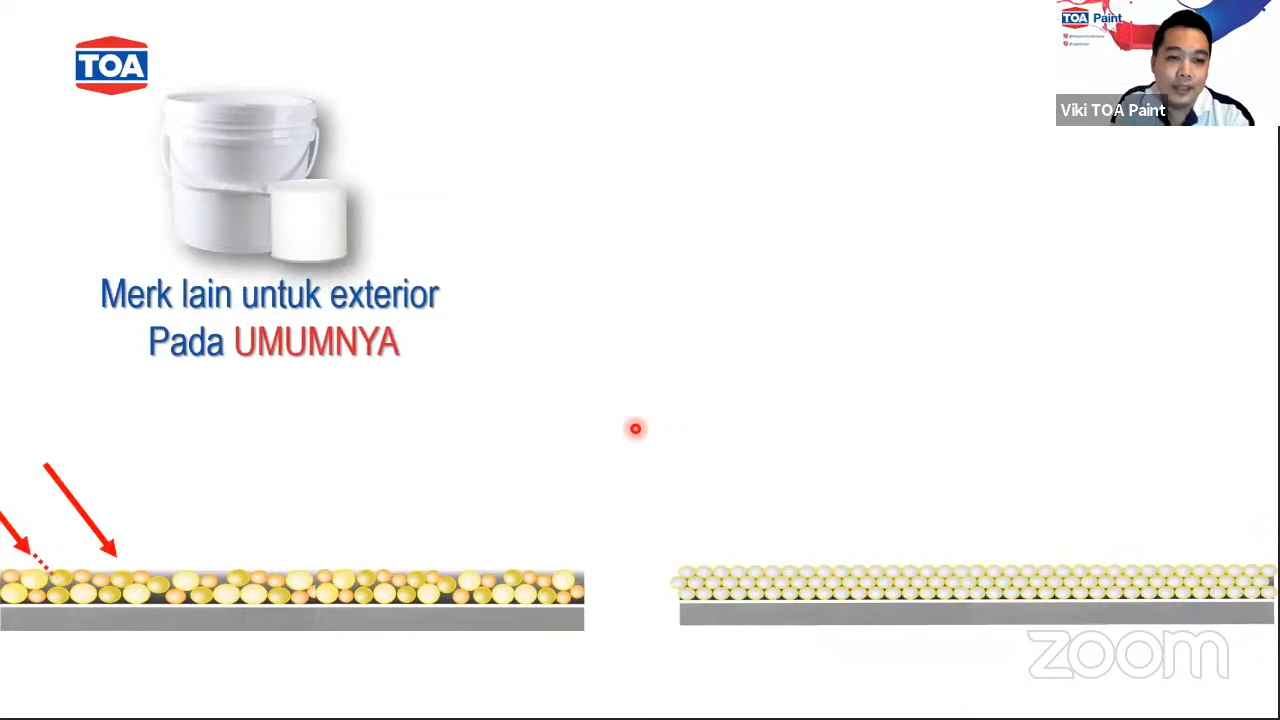 TOA
Merk lain untuk exterior
Pada UMUMNYA
TOA Paint
Viki TOA Paint
zoom